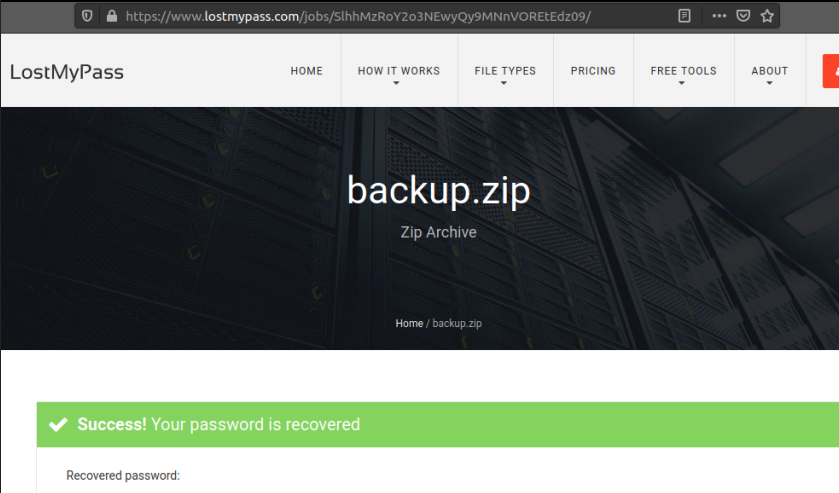 https://www.lostmypass.com/jobs/SlhhMzRoY2o3NEwyQy9MNnVOREtEdz09/
LostMyPass
HOME
HOW IT WORKS
FILE TYPES
PRICING
FREE TOOLS
ABOUT
backup.zip
Zip Archive
Home / backup.zip
Success! Your password is recovered
Recovered password: